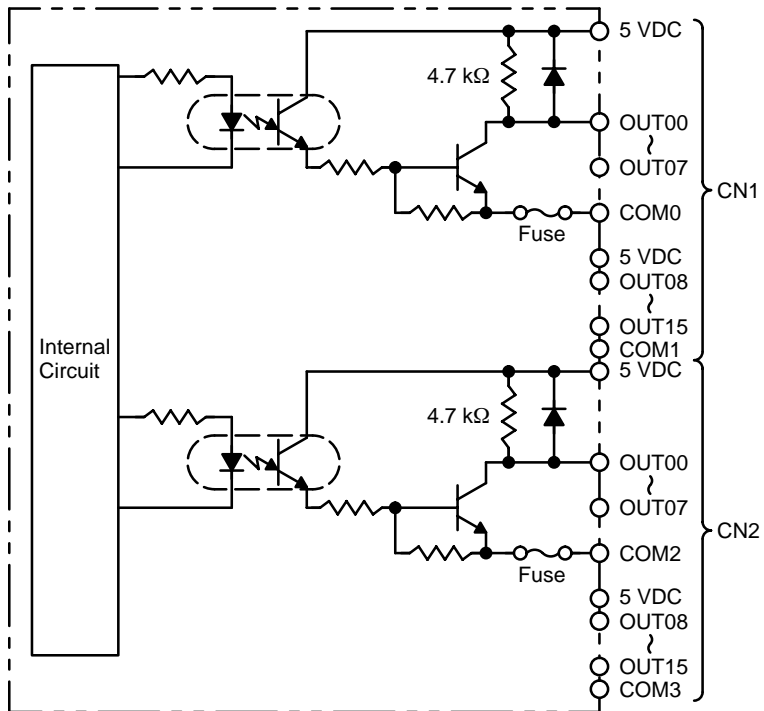 5 VDC
4.7 kΩ
OUT00
~
OUT07
CN1
COM0
Fuse
5 VDC
OUT08
~
OUT15
COM1
Internal
Circuit
5 VDC
4.7 kΩ
OUT00
~
OUT07
CN2
COM2
Fuse
5 VDC
OUT08
~
OUT15
COM3